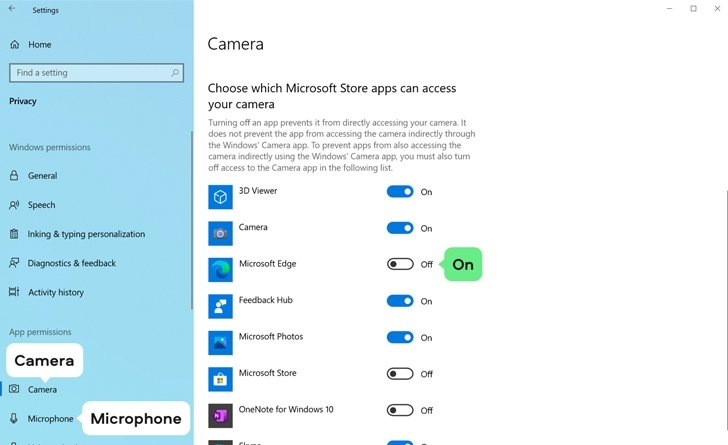 Settings
Home
Find a setting
Privacy
Windows permissions
General
Speech
Inking & typing personalization
Diagnostics & feedback
Activity history
App permissions
Camera
Camera
Microphone
Microphone
Camera
Choose which Microsoft Store apps can access
your camera
Turning off an app prevents it from directly accessing your camera. It
does not prevent the app from accessing the camera indirectly through
the Windows' Camera app. To prevent apps from also accessing the
camera indirectly using the Windows' Camera app, you must also turn
off access to the Camera app in the following list.
3D Viewer On
Camera On
Microsoft Edge Off On
Feedback Hub On
Microsoft Photos On
Microsoft Store Off
OneNote for Windows 10 Off